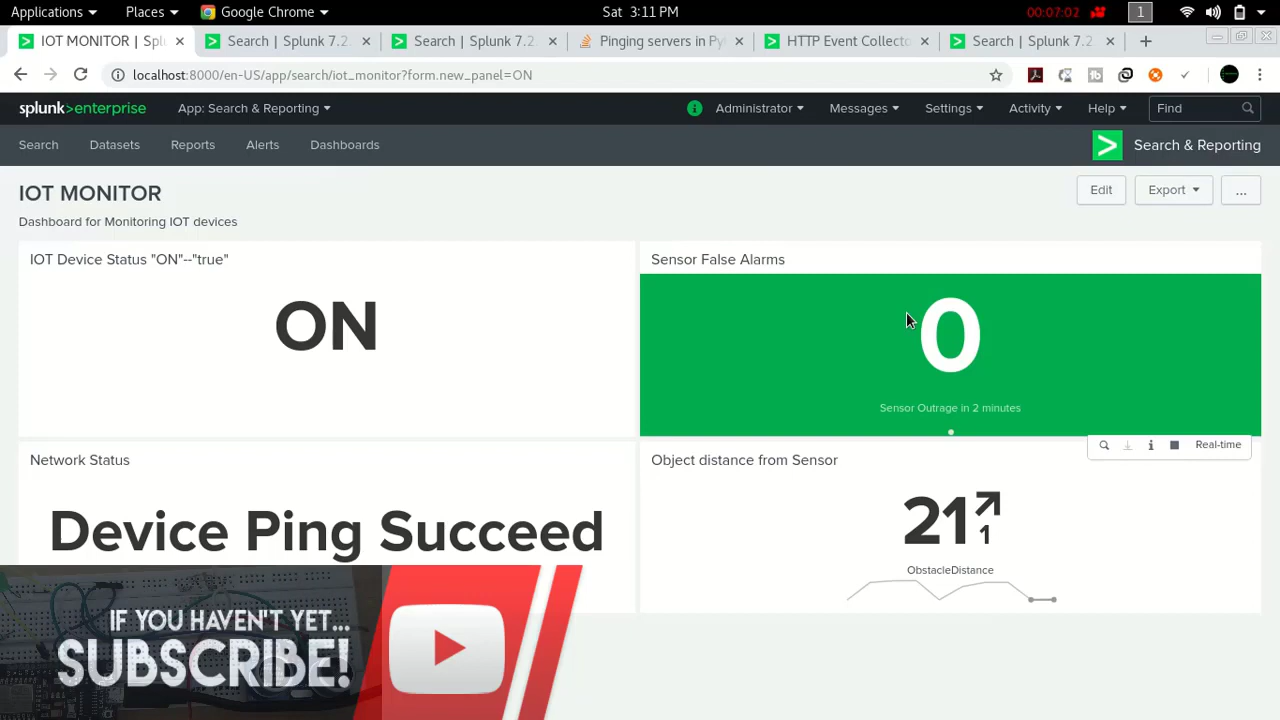 Applications
Places
Google Chrome
Sat 3:11 PM
00:07:02
1
IOT MONITOR | Spl
Search | Splunk 7.2.
Search | Splunk 7.2.
Pinging servers in Py
HTTP Event Collecto
Search | Splunk 7.2
localhost:8000/en-US/app/search/iot_monitor?form.new_panel=ON
splunk>enterprise
App: Search & Reporting
Administrator
Messages
Settings
Activity
Help
Find
Search
Datasets
Reports
Alerts
Dashboards
Search & Reporting
IOT MONITOR
Edit
Export
...
Dashboard for Monitoring IOT devices
IOT Device Status "ON"--"true"
ON
Sensor False Alarms
0
Sensor Outrage in 2 minutes
Real-time
Network Status
Device Ping Succeed
Object distance from Sensor
21
1
ObstacleDistance
IF YOU HAVEN'T YET...
SUBSCRIBE!